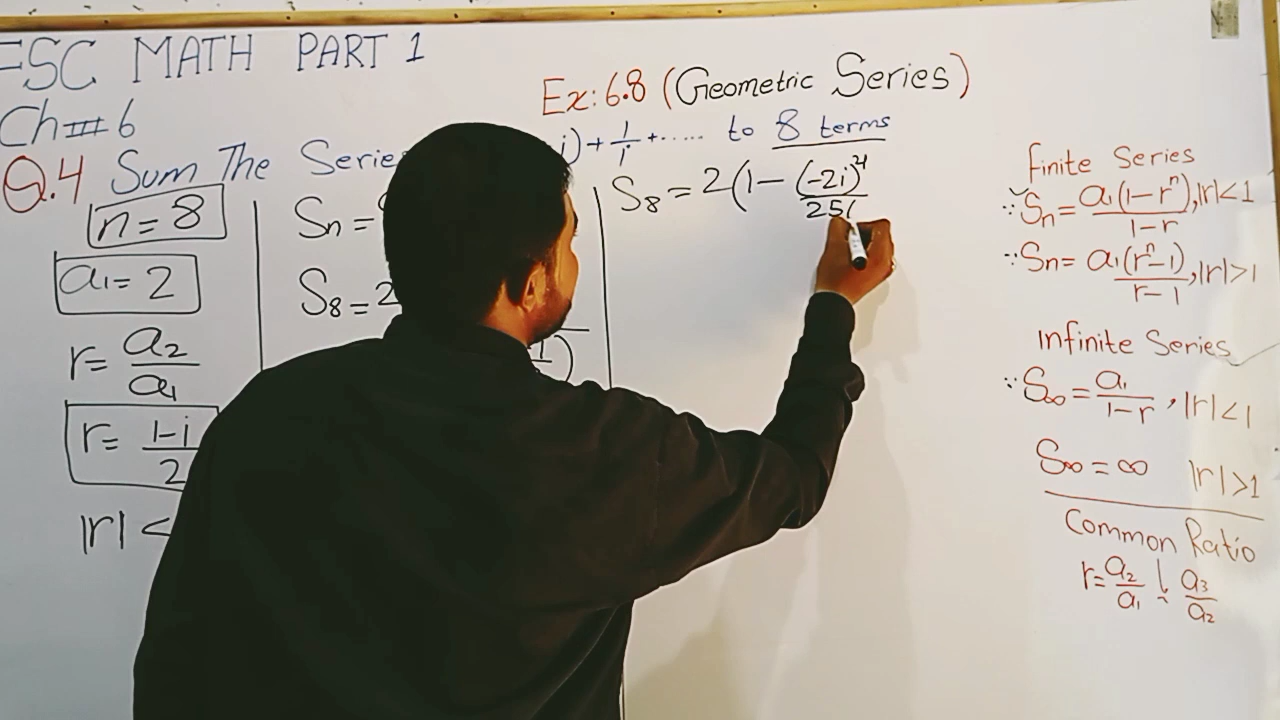 FSC MATH PART 1
Ch#6
Q.4 Sum The Series
Ex: 6.8 (Geometric Series)
i) + 1/i + ..... to 8 terms
n = 8
a₁ = 2
r = a₂/a₁
r = 1-i/2
|r| <
Sn =
S₈ = 2
S₈ = 2(1 - (-2i)⁴/256
Finite Series
∵ Sn = a₁(1-rⁿ)/1-r, |r|<1
∵ Sn = a₁(rⁿ-1)/r-1, |r|>1
Infinite Series
∵ S∞ = a₁/1-r, |r|<1
S∞ = ∞ |r|>1
Common Ratio
r = a₂/a₁ ; a₃/a₂